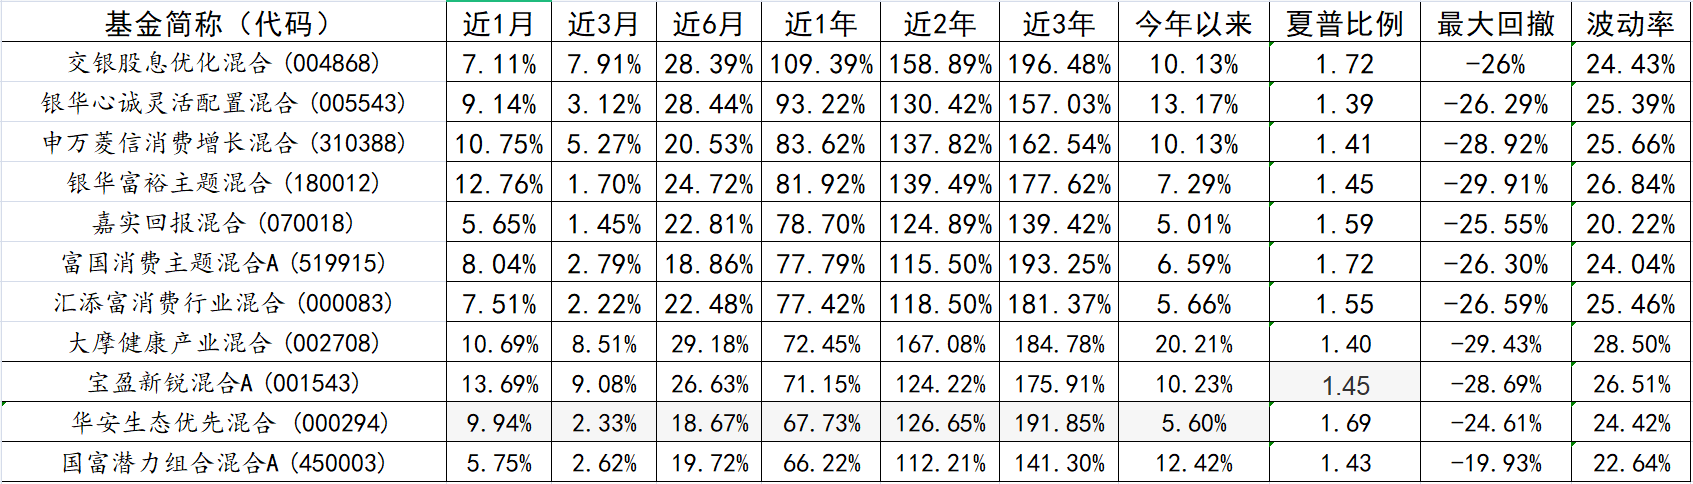 基金简称（代码） 近1月 近3月 近6月 近1年 近2年 近3年 今年以来 夏普比例 最大回撤 波动率
交银股息优化混合 (004868) 7.11% 7.91% 28.39% 109.39% 158.89% 196.48% 10.13% 1.72 -26% 24.43%
银华心诚灵活配置混合 (005543) 9.14% 3.12% 28.44% 93.22% 130.42% 157.03% 13.17% 1.39 -26.29% 25.39%
申万菱信消费增长混合 (310388) 10.75% 5.27% 20.53% 83.62% 137.82% 162.54% 10.13% 1.41 -28.92% 25.66%
银华富裕主题混合 (180012) 12.76% 1.70% 24.72% 81.92% 139.49% 177.62% 7.29% 1.45 -29.91% 26.84%
嘉实回报混合 (070018) 5.65% 1.45% 22.81% 78.70% 124.89% 139.42% 5.01% 1.59 -25.55% 20.22%
富国消费主题混合A (519915) 8.04% 2.79% 18.86% 77.79% 115.50% 193.25% 6.59% 1.72 -26.30% 24.04%
汇添富消费行业混合 (000083) 7.51% 2.22% 22.48% 77.42% 118.50% 181.37% 5.66% 1.55 -26.59% 25.46%
大摩健康产业混合 (002708) 10.69% 8.51% 29.18% 72.45% 167.08% 184.78% 20.21% 1.40 -29.43% 28.50%
宝盈新锐混合A (001543) 13.69% 9.08% 26.63% 71.15% 124.22% 175.91% 10.23% 1.45 -28.69% 26.51%
华安生态优先混合 (000294) 9.94% 2.33% 18.67% 67.73% 126.65% 191.85% 5.60% 1.69 -24.61% 24.42%
国富潜力组合混合A (450003) 5.75% 2.62% 19.72% 66.22% 112.21% 141.30% 12.42% 1.43 -19.93% 22.64%